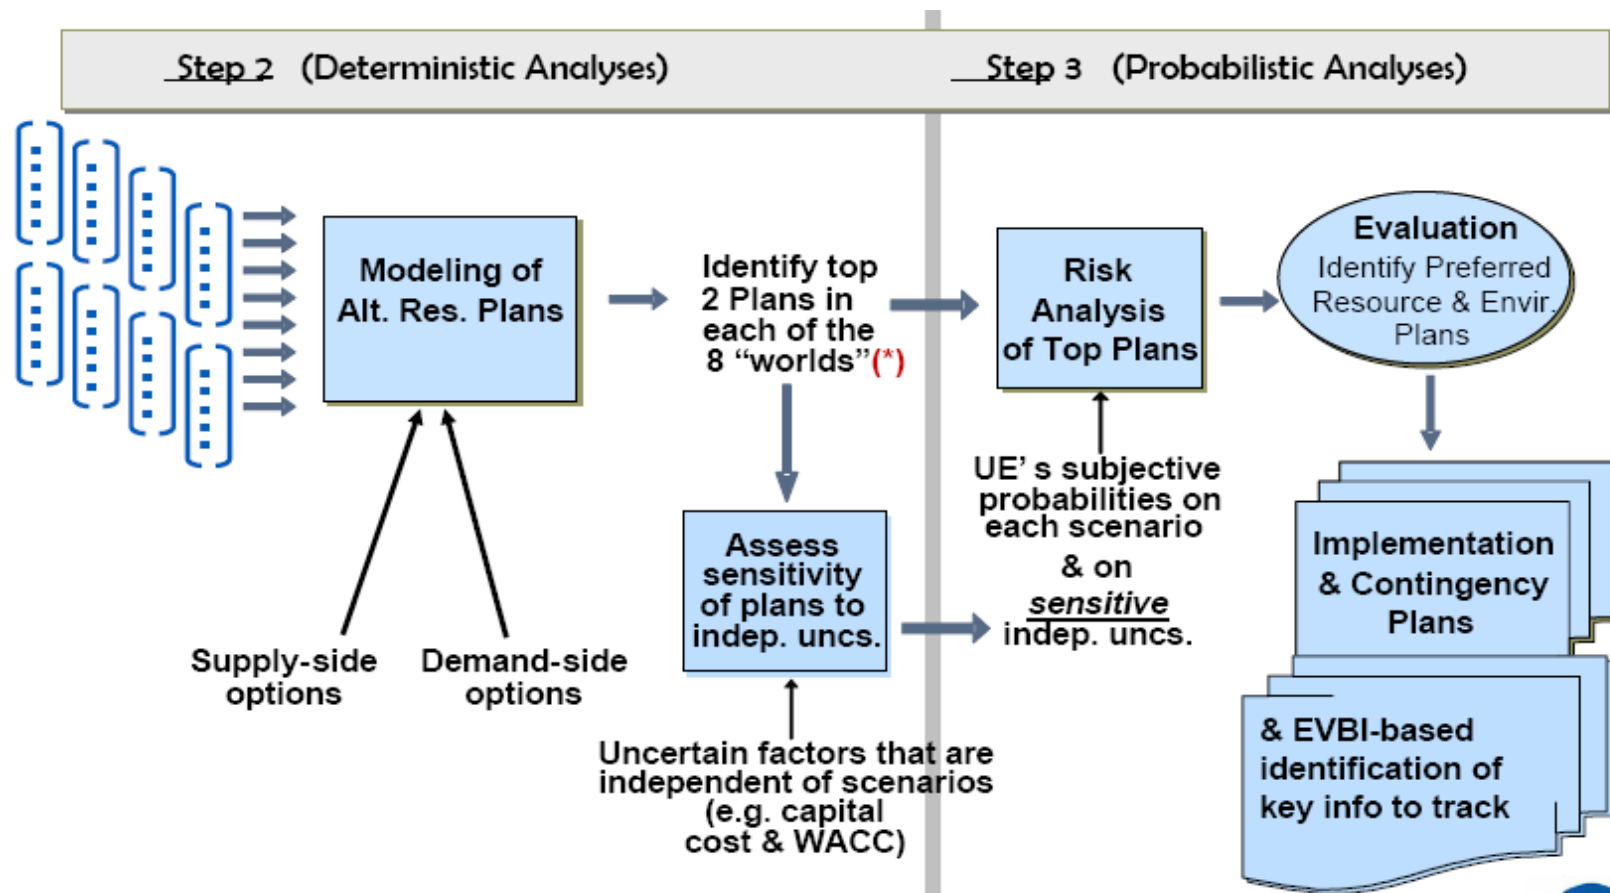 Step 2 (Deterministic Analyses)
Step 3 (Probabilistic Analyses)
Modeling of
Alt. Res. Plans
Identify top
2 Plans in
each of the
8 “worlds”(*)
Risk
Analysis
of Top Plans
Evaluation
Identify Preferred
Resource & Envir.
Plans
Supply-side
options
Demand-side
options
Assess
sensitivity
of plans to
indep. uncs.
Uncertain factors that are
independent of scenarios
(e.g. capital
cost & WACC)
UE’ s subjective
probabilities on
each scenario
& on
sensitive
indep. uncs.
Implementation
& Contingency
Plans
& EVBI-based
identification of
key info to track